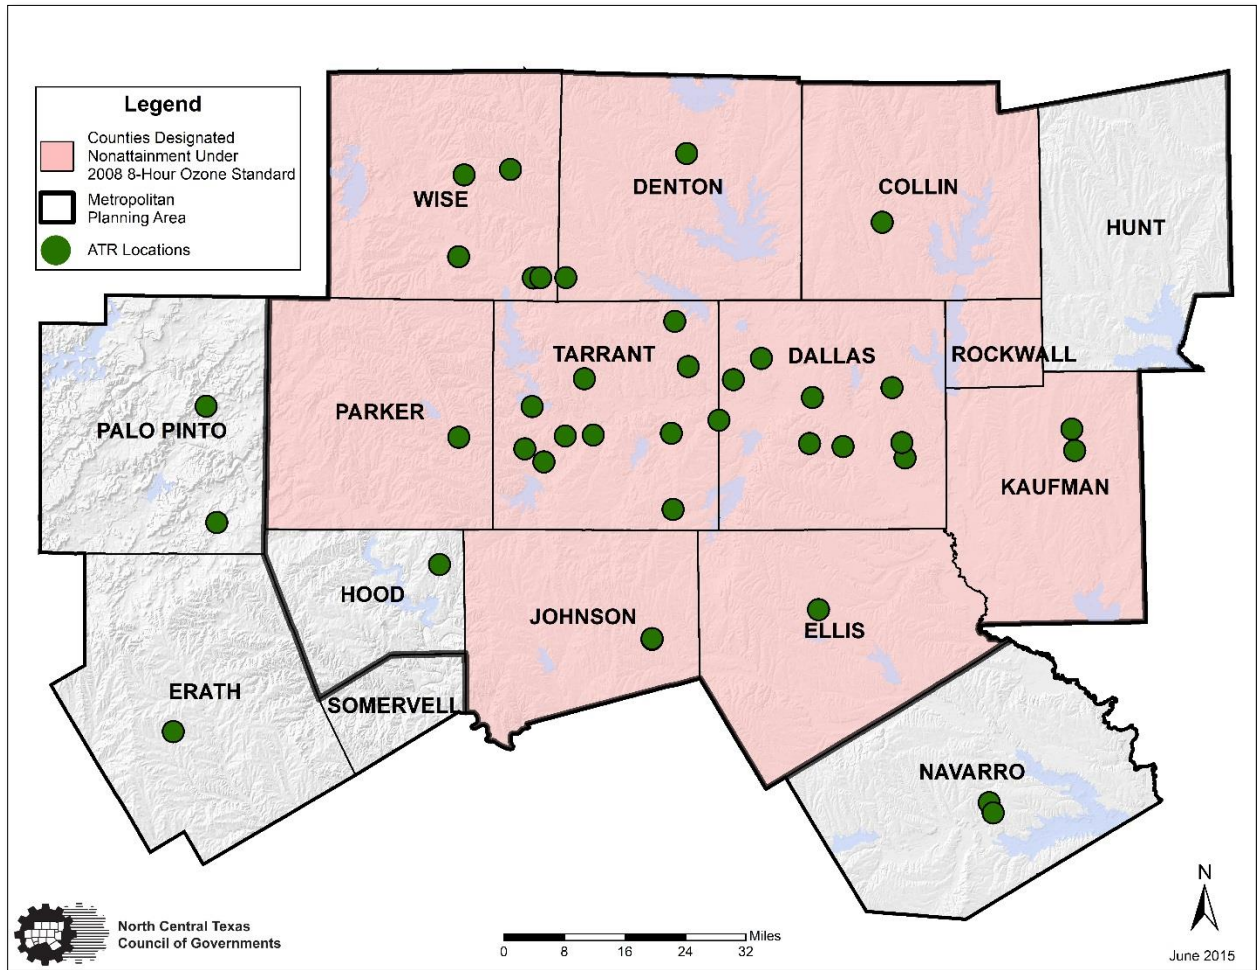 Legend
Counties Designated
Nonattainment Under
2008 8-Hour Ozone Standard
Metropolitan
Planning Area
ATR Locations
WISE
DENTON
COLLIN
HUNT
PALO PINTO
PARKER
TARRANT
DALLAS
ROCKWALL
KAUFMAN
HOOD
JOHNSON
ELLIS
ERATH
SOMERVELL
NAVARRO
North Central Texas
Council of Governments
Miles
0 8 16 24 32
N
June 2015